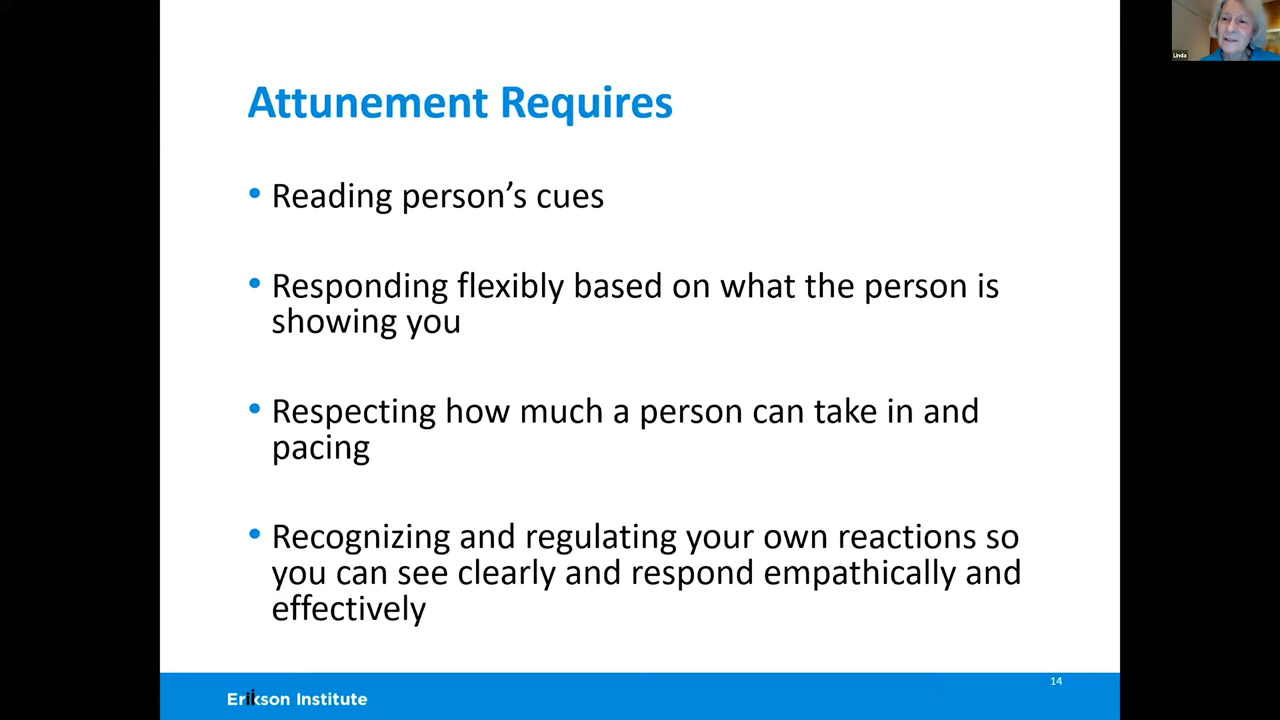 Linda
Attunement Requires
• Reading person’s cues
• Responding flexibly based on what the person is
showing you
• Respecting how much a person can take in and
pacing
• Recognizing and regulating your own reactions so
you can see clearly and respond empathically and
effectively
14
Erikson Institute